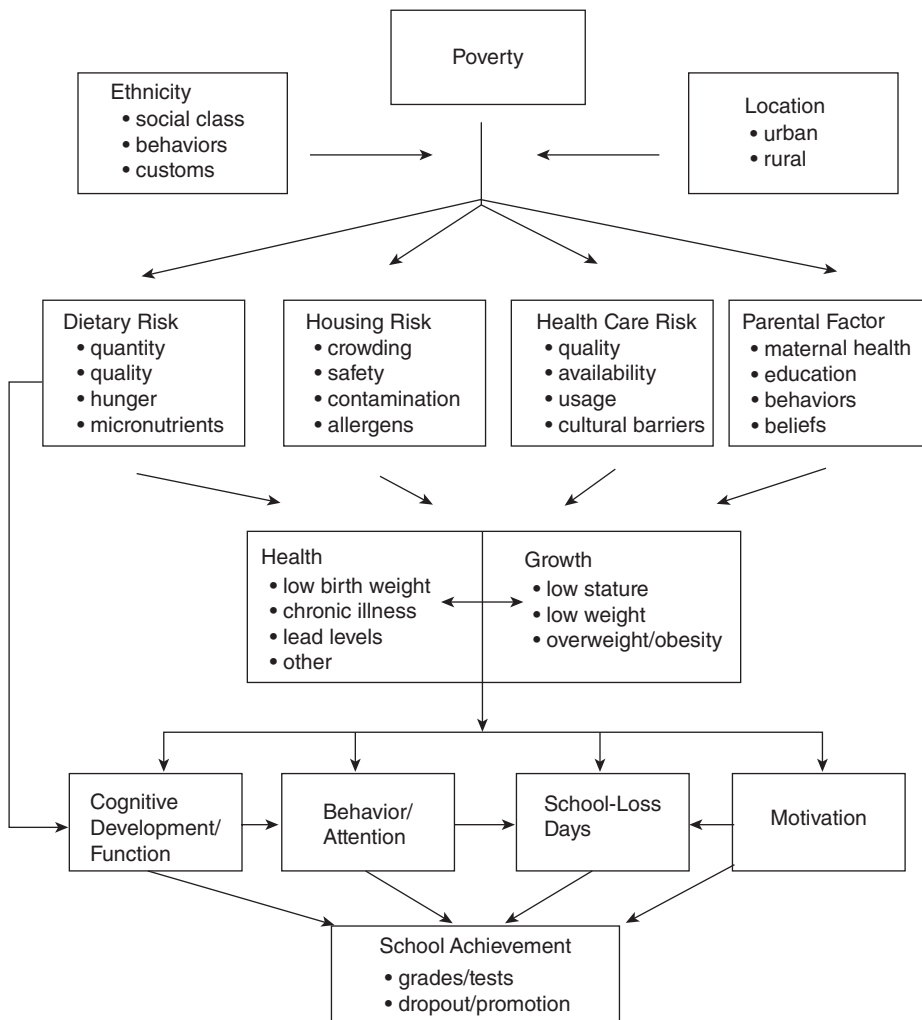 Poverty
Ethnicity
• social class
• behaviors
• customs
Location
• urban
• rural
Dietary Risk
• quantity
• quality
• hunger
• micronutrients
Housing Risk
• crowding
• safety
• contamination
• allergens
Health Care Risk
• quality
• availability
• usage
• cultural barriers
Parental Factor
• maternal health
• education
• behaviors
• beliefs
Health
• low birth weight
• chronic illness
• lead levels
• other
Growth
• low stature
• low weight
• overweight/obesity
Cognitive
Development/
Function
Behavior/
Attention
School-Loss
Days
Motivation
School Achievement
• grades/tests
• dropout/promotion